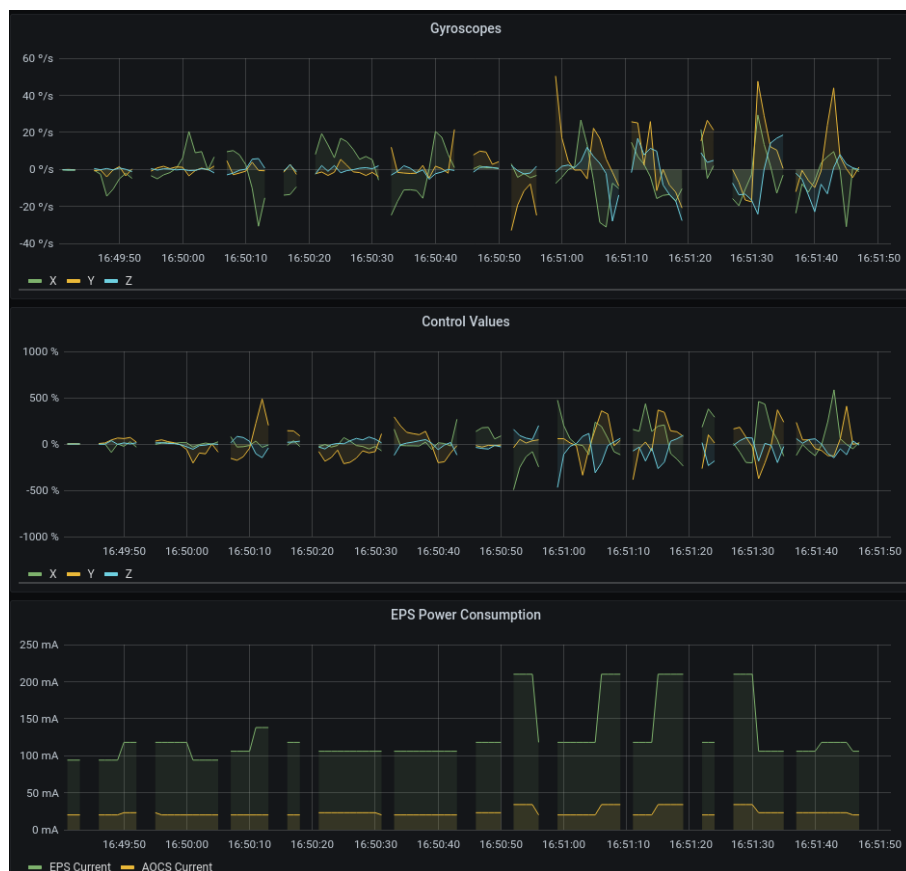 Gyroscopes
60 º/s
40 º/s
20 º/s
0 º/s
-20 º/s
-40 º/s
16:49:50 16:50:00 16:50:10 16:50:20 16:50:30 16:50:40 16:50:50 16:51:00 16:51:10 16:51:20 16:51:30 16:51:40 16:51:50
X Y Z
Control Values
1000 %
500 %
0 %
-500 %
-1000 %
16:49:50 16:50:00 16:50:10 16:50:20 16:50:30 16:50:40 16:50:50 16:51:00 16:51:10 16:51:20 16:51:30 16:51:40 16:51:50
X Y Z
EPS Power Consumption
250 mA
200 mA
150 mA
100 mA
50 mA
0 mA
16:49:50 16:50:00 16:50:10 16:50:20 16:50:30 16:50:40 16:50:50 16:51:00 16:51:10 16:51:20 16:51:30 16:51:40 16:51:50
EPS Current AOCS Current